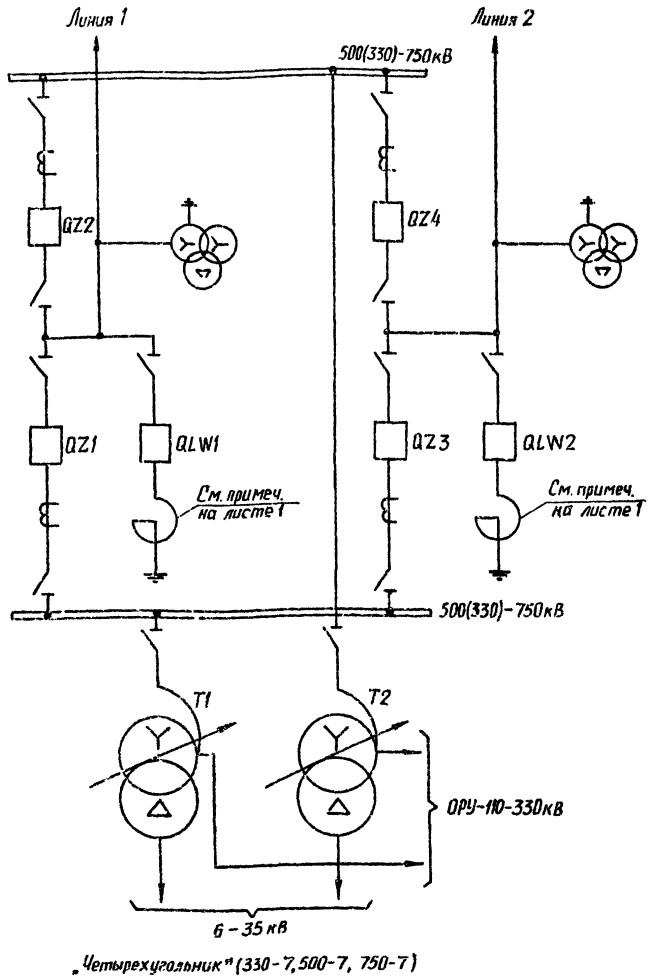 Линия 1
Линия 2
500(330)-750кВ
QZ2
QZ4
QZ1
QLW1
QZ3
QLW2
См. примеч.
на листе 1
См. примеч.
на листе 1
500(330)-750кВ
T1
T2
ОРУ-110-330кВ
6-35 кВ
„Четырехугольник" (330-7, 500-7, 750-7)